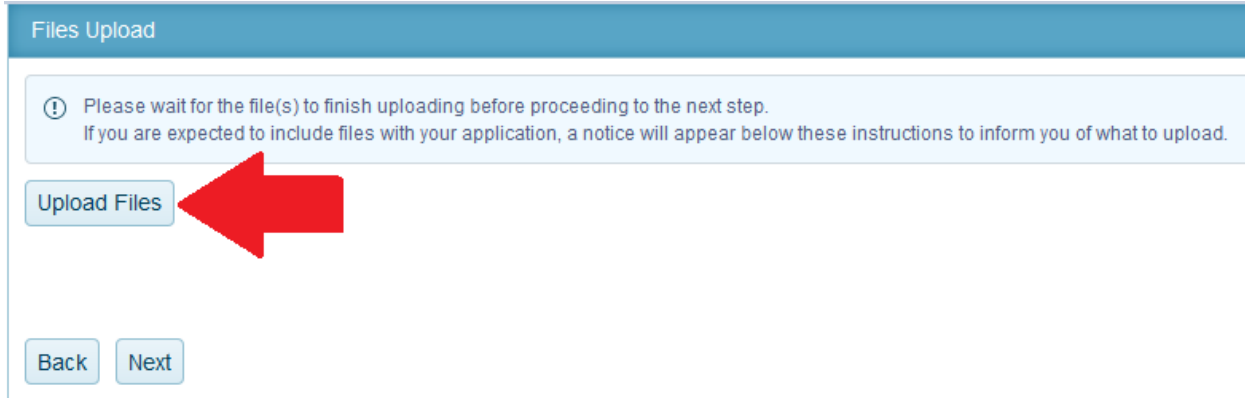 Files Upload
Please wait for the file(s) to finish uploading before proceeding to the next step.
If you are expected to include files with your application, a notice will appear below these instructions to inform you of what to upload.
Upload Files
Back Next